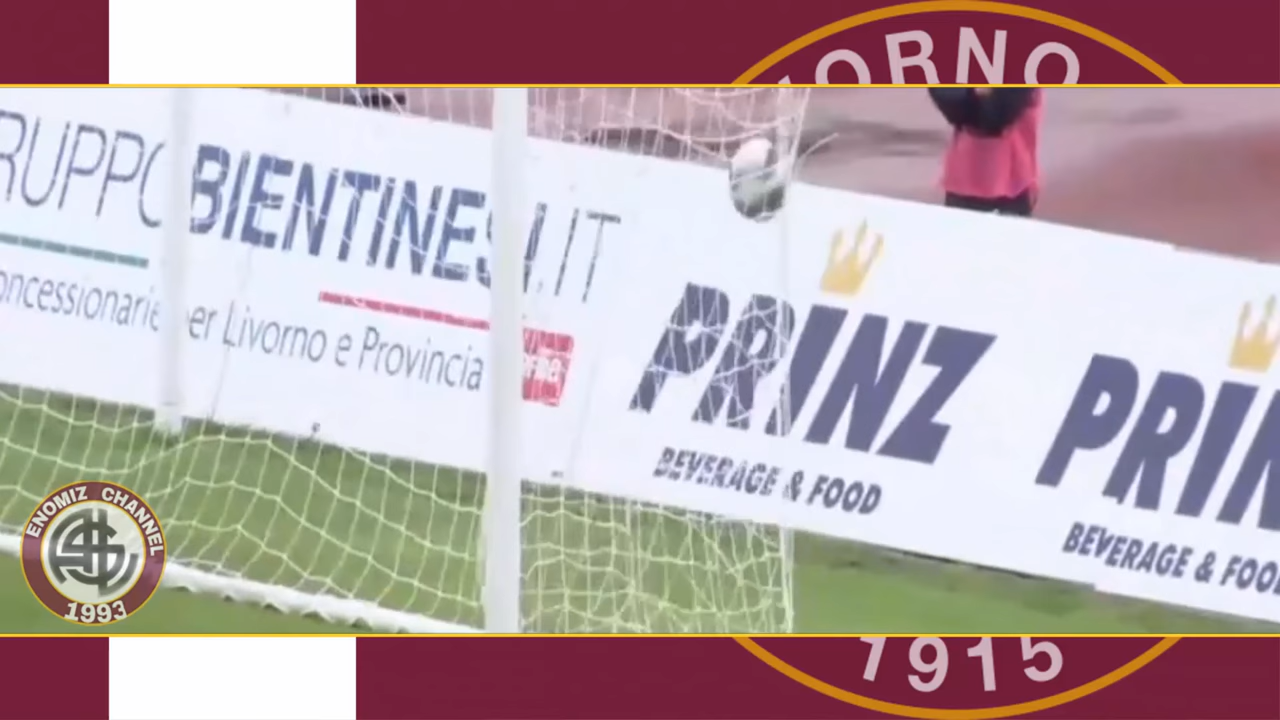 ORNO
RUPPO BIENTINESI.IT
oncessionarie per Livorno e Provincia
PRINZ
BEVERAGE & FOOD
PRIN
BEVERAGE & FOO
ENOMIZ CHANNEL
1993
1915